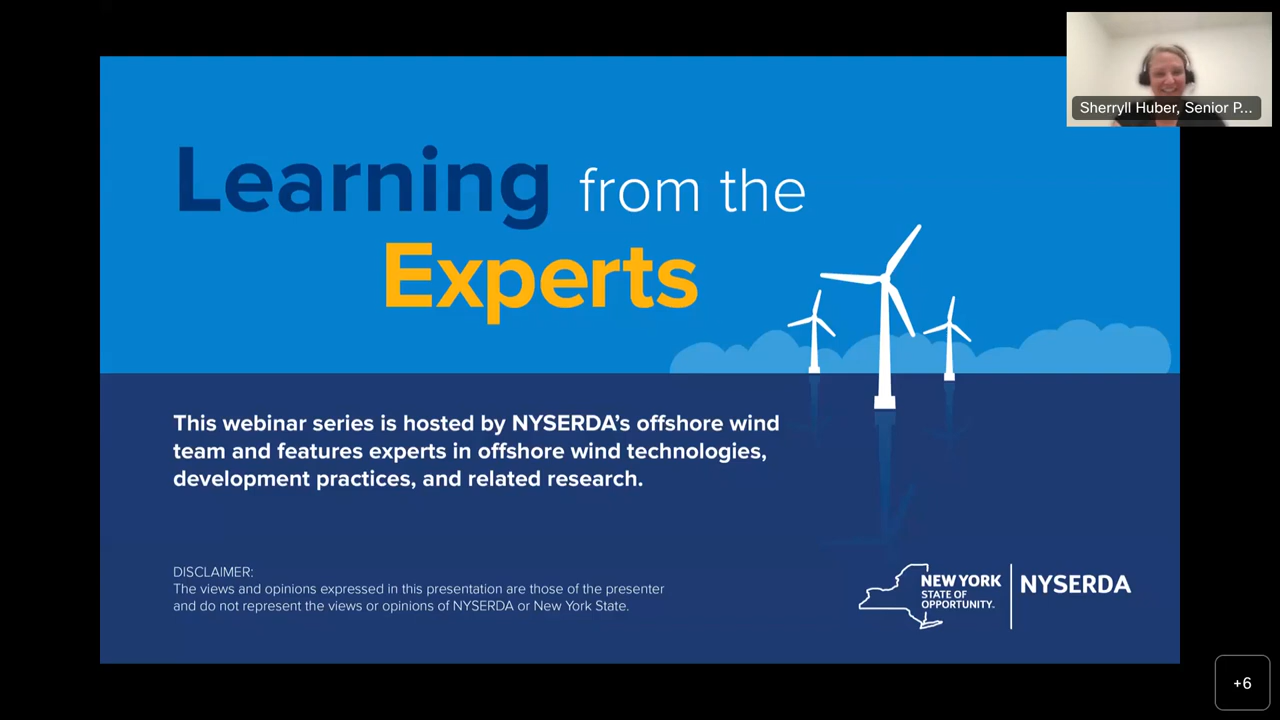 Sherryll Huber, Senior P...
Learning from the
Experts
This webinar series is hosted by NYSERDA's offshore wind
team and features experts in offshore wind technologies,
development practices, and related research.
DISCLAIMER:
The views and opinions expressed in this presentation are those of the presenter
and do not represent the views or opinions of NYSERDA or New York State.
NEW YORK
STATE OF
OPPORTUNITY.
NYSERDA
+6